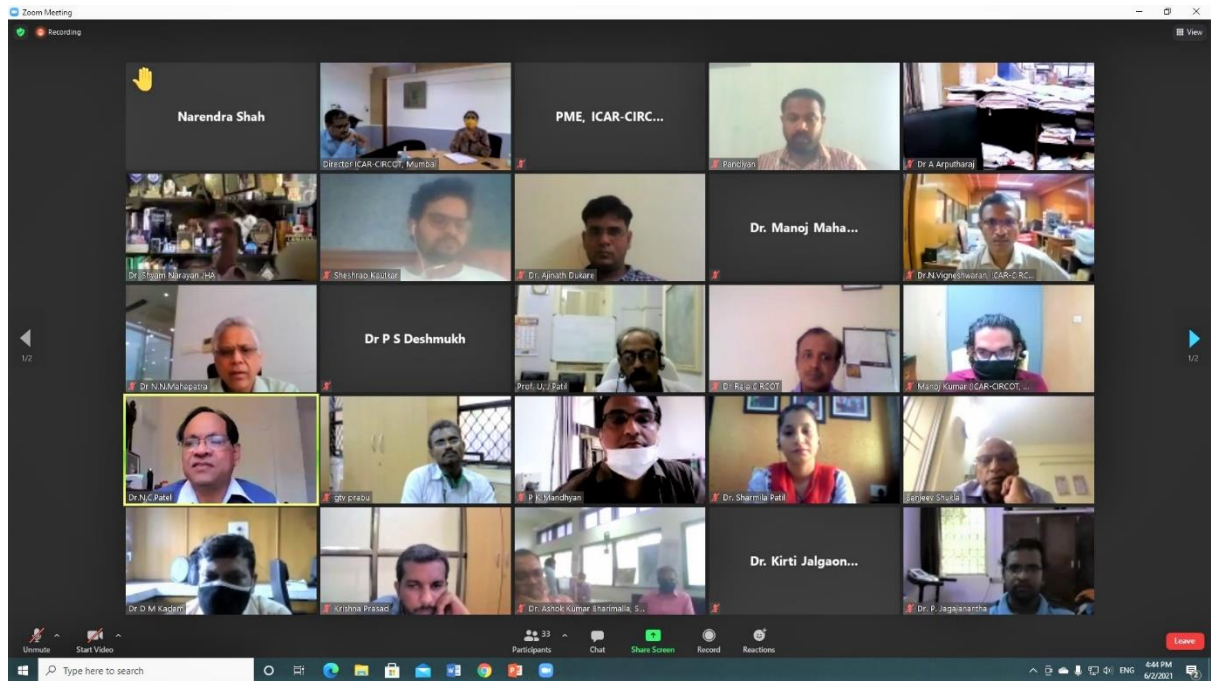 Zoom Meeting
Recording
View
Narendra Shah
Director ICAR-CIRCOT, Mumbai
PME, ICAR-CIRC...
Pandiyan
Dr A Arputharaj
Dr. Shyam Narayan JHA
Sheshrao Kautkar
Dr. Ajinath Dukare
Dr. Manoj Maha...
Dr.N.Vigneshwaran, ICAR-CIRC...
Dr N.N.Mahapatra
Dr P S Deshmukh
Prof. U. J Patil
Dr Raja CIRCOT
Manoj Kumar (ICAR-CIRCOT, ...
Dr.N.C.Patel
gtv prabu
P K Mandhyan
Dr. Sharmila Patil
Sanjeev Shukla
Dr D M Kadam
Krishna Prasad
Dr. Ashok Kumar Bharimalla, S...
Dr. Kirti Jalgaon...
Dr. P. Jagajanantha
1/2
1/2
Unmute
Start Video
33
Participants
Chat
Share Screen
Record
Reactions
Leave
Type here to search
ENG
4:44 PM
6/2/2021